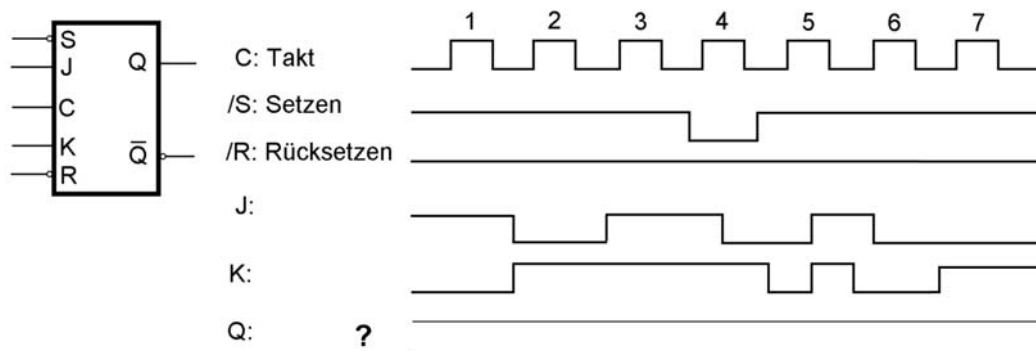 1 2 3 4 5 6 7
S
J Q
C
K Q̅
R
C: Takt
/S: Setzen
/R: Rücksetzen
J:
K:
Q: ?